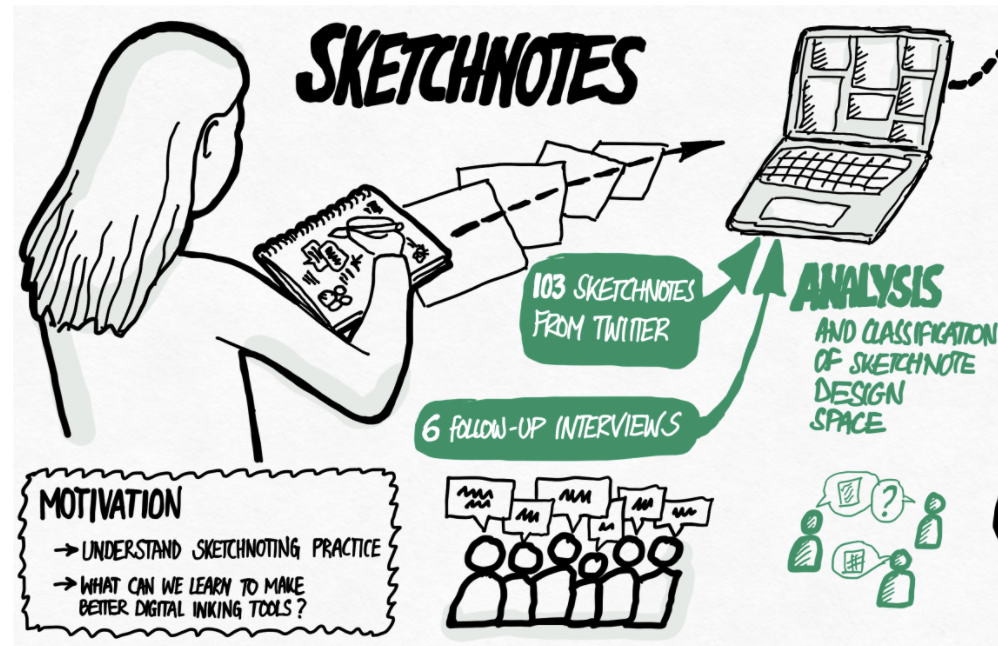 SKETCHNOTES
103 SKETCHNOTES
FROM TWITTER
6 FOLLOW-UP INTERVIEWS
ANALYSIS
AND CLASSIFICATION
OF SKETCHNOTE
DESIGN
SPACE
MOTIVATION
→ UNDERSTAND SKETCHNOTING PRACTICE
→ WHAT CAN WE LEARN TO MAKE
BETTER DIGITAL INKING TOOLS?
?